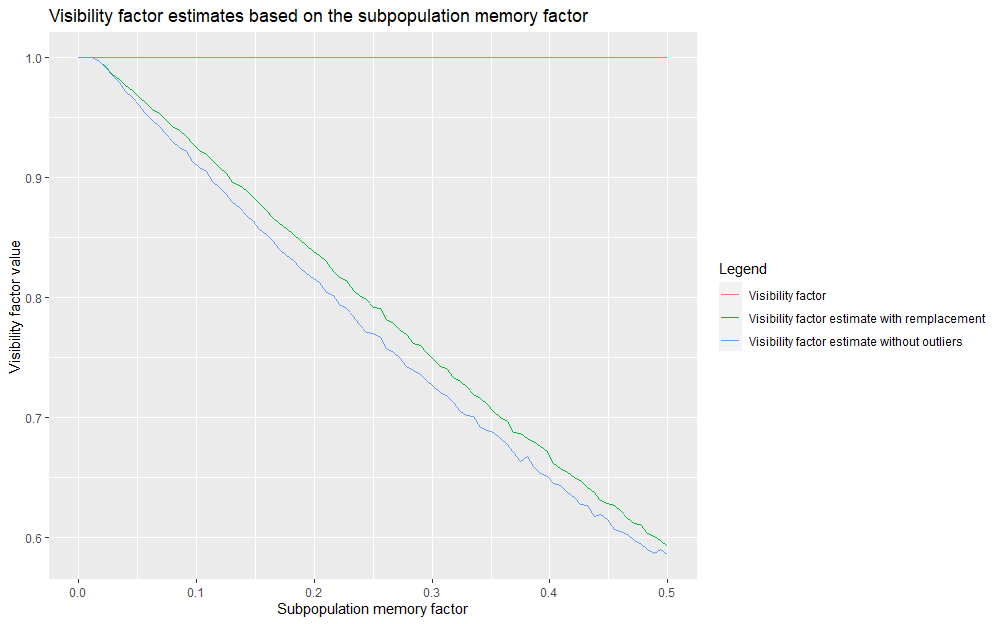 Visibility factor estimates based on the subpopulation memory factor
Visibility factor value
1.0
0.9
0.8
0.7
0.6
0.0
0.1
0.2
0.3
0.4
0.5
Subpopulation memory factor
Legend
Visibility factor
Visibility factor estimate with remplacement
Visibility factor estimate without outliers